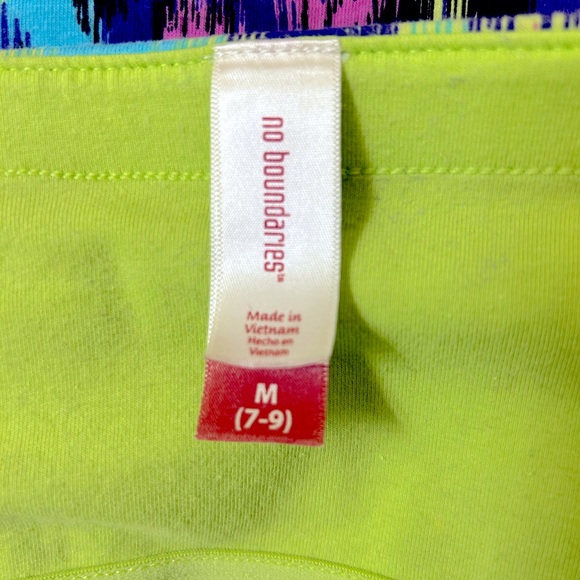 no boundaries™
Made in
Vietnam
Hecho en
Vietnam
M
(7-9)